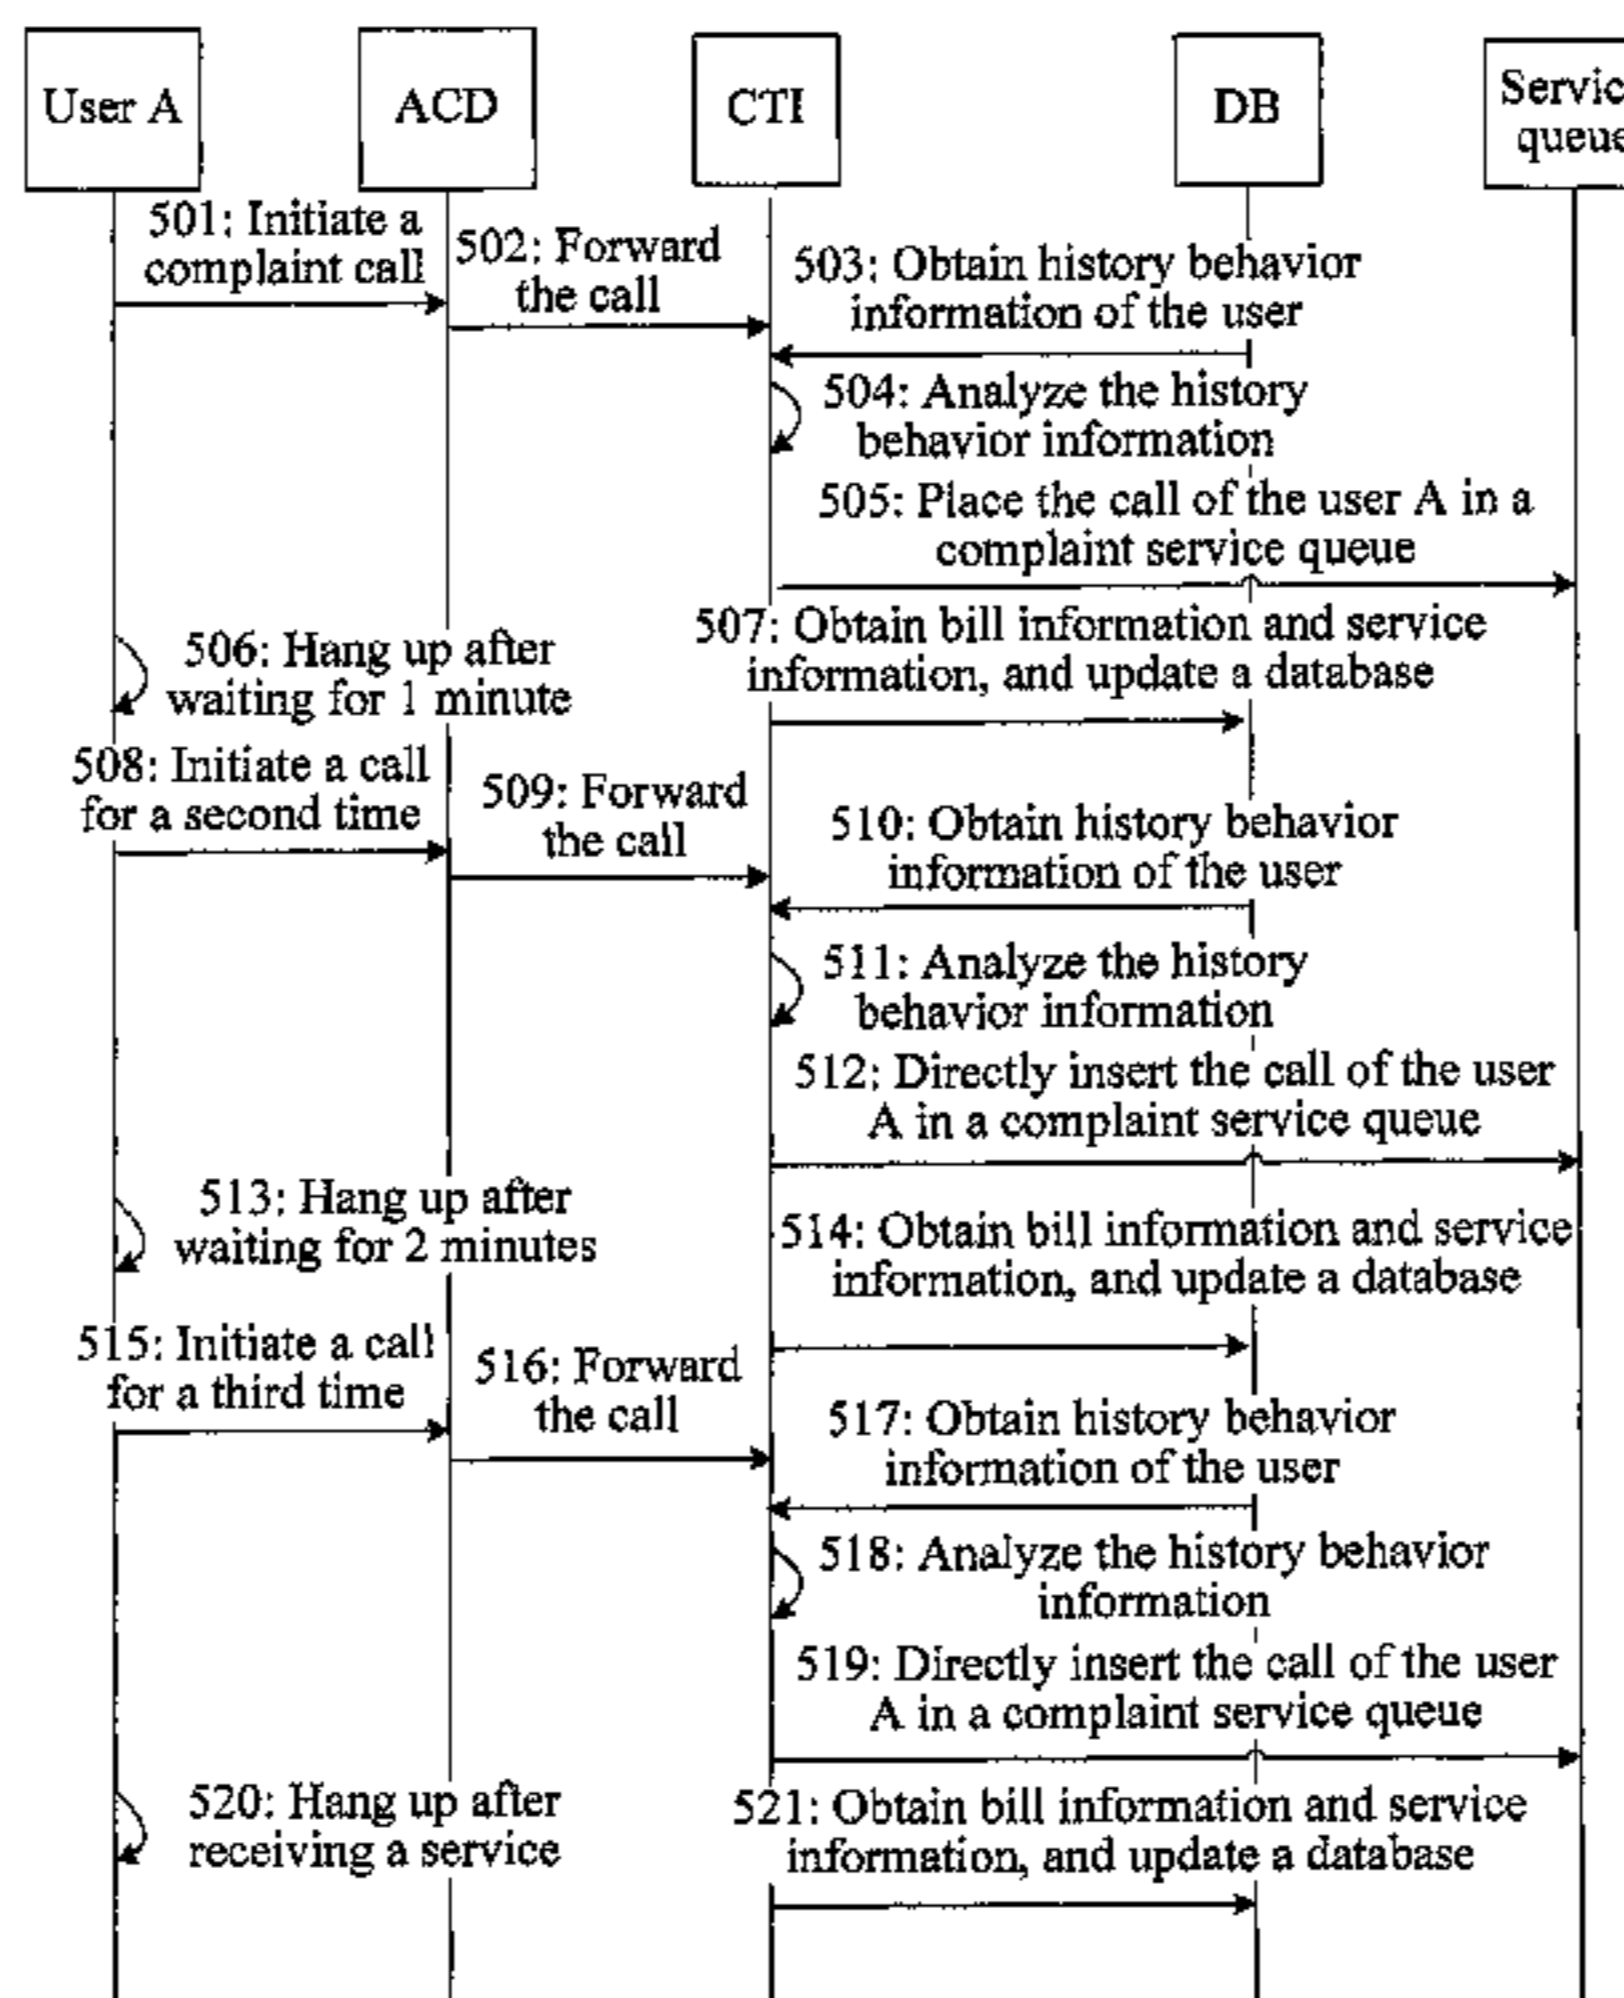 User A
ACD
CTI
DB
queue
501: Initiate a
complaint call
502: Forward
the call
503: Obtain history behavior
information of the user
504: Analyze the history
behavior information
505: Place the call of the user A in a
complaint service queue
506: Hang up after
waiting for 1 minute
507: Obtain bill information and service
information, and update a database
508: Initiate a call
for a second time
509: Forward
the call
510: Obtain history behavior
information of the user
511: Analyze the history
behavior information
512: Directly insert the call of the user
A in a complaint service queue
513: Hang up after
waiting for 2 minutes
514: Obtain bill information and service
information, and update a database
515: Initiate a call
for a third time
516: Forward
the call
517: Obtain history behavior
information of the user
518: Analyze the history behavior
information
519: Directly insert the call of the user
A in a complaint service queue
520: Hang up after
receiving a service
521: Obtain bill information and service
information, and update a database